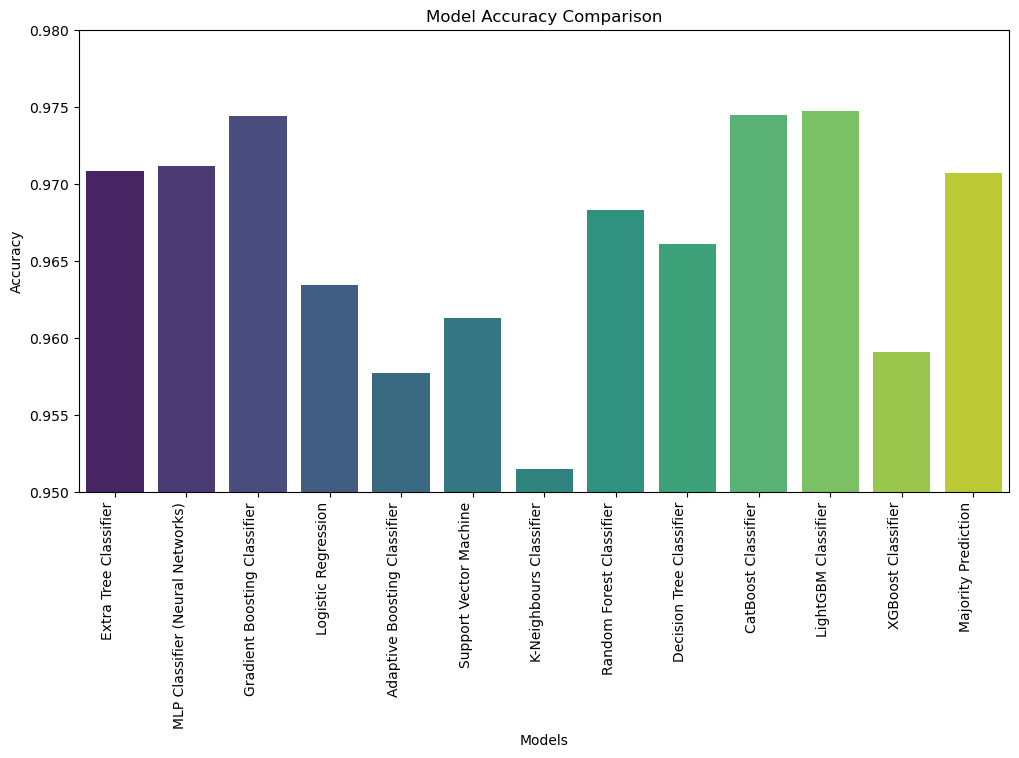 Model Accuracy Comparison
Accuracy
0.980
0.975
0.970
0.965
0.960
0.955
0.950
Extra Tree Classifier
MLP Classifier (Neural Networks)
Gradient Boosting Classifier
Logistic Regression
Adaptive Boosting Classifier
Support Vector Machine
K-Neighbours Classifier
Random Forest Classifier
Decision Tree Classifier
CatBoost Classifier
LightGBM Classifier
XGBoost Classifier
Majority Prediction
Models